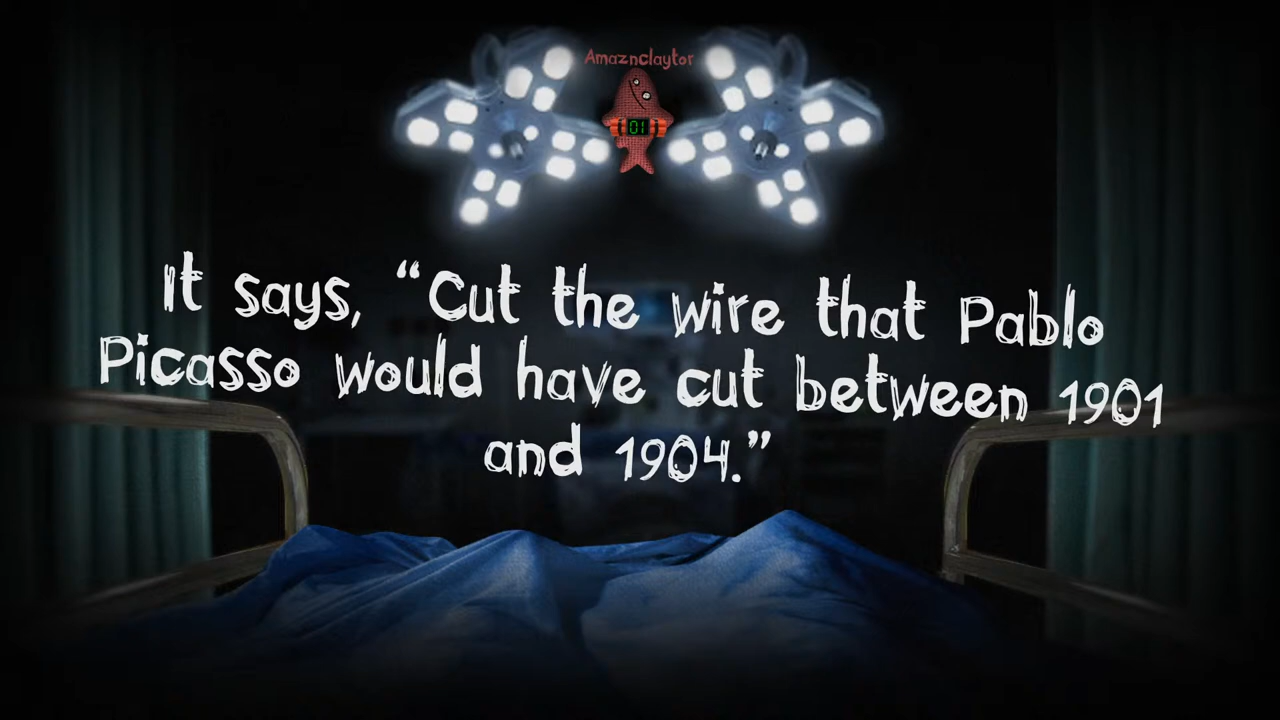 Amaznclaytor
01
It says, “Cut the wire that Pablo
Picasso would have cut between 1901
and 1904.”